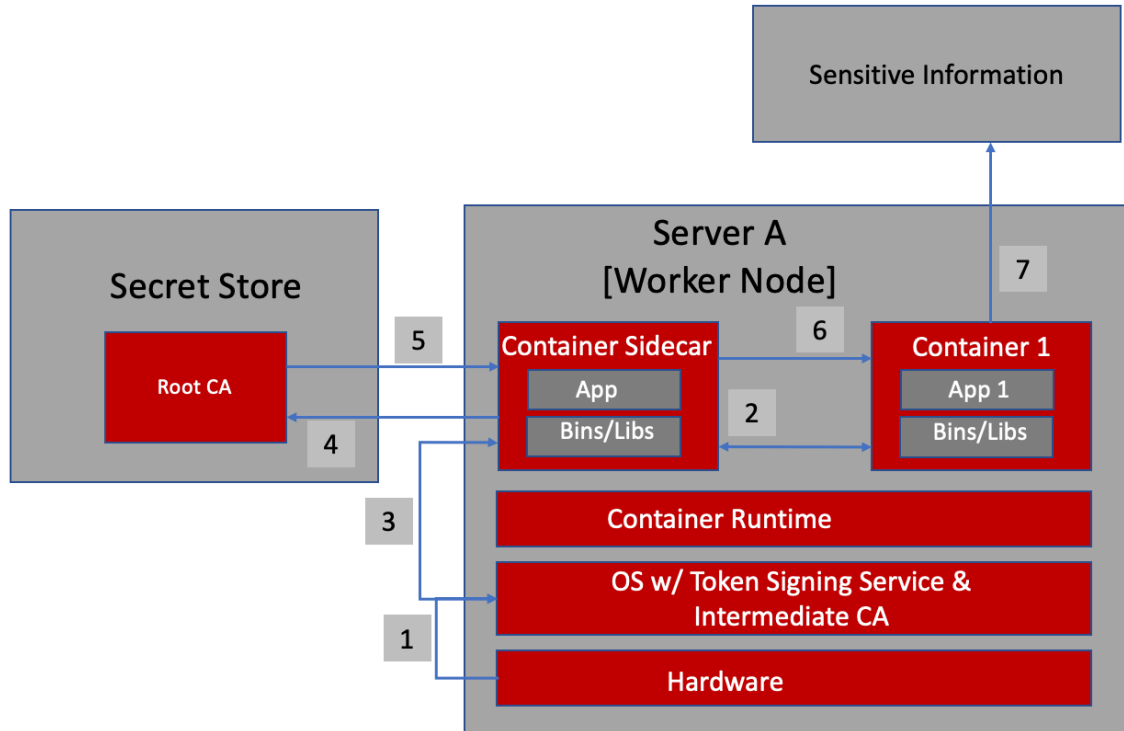 Sensitive Information
Secret Store
Root CA
5
4
3
1
Server A
[Worker Node]
7
Container Sidecar
App
Bins/Libs
6
2
Container 1
App 1
Bins/Libs
Container Runtime
OS w/ Token Signing Service &
Intermediate CA
Hardware